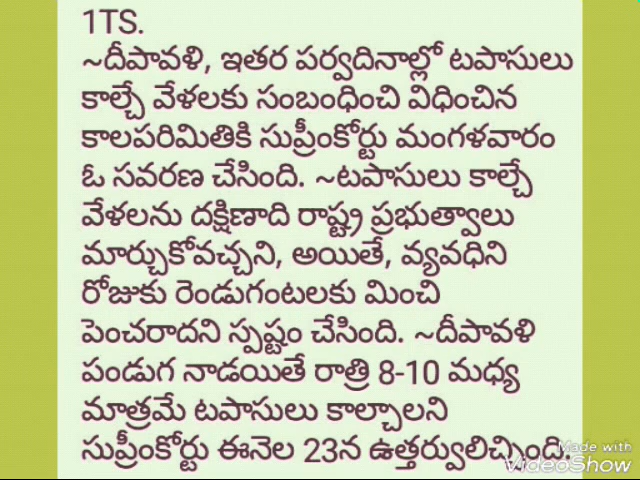 1TS.
~దీపావళి, ఇతర పర్వదినాల్లో టపాసులు
కాల్చే వేళలకు సంబంధించి విధించిన
కాలపరిమితికి సుప్రీంకోర్టు మంగళవారం
ఓ సవరణ చేసింది. ~టపాసులు కాల్చే
వేళలను దక్షిణాది రాష్ట్ర ప్రభుత్వాలు
మార్చుకోవచ్చని, అయితే, వ్యవధిని
రోజుకు రెండుగంటలకు మించి
పెంచరాదని స్పష్టం చేసింది. ~దీపావళి
పండుగ నాడయితే రాత్రి 8-10 మధ్య
మాత్రమే టపాసులు కాల్చాలని
సుప్రీంకోర్టు ఈనెల 23న ఉత్తర్వులిచ్చింది.
Made with
VideoShow